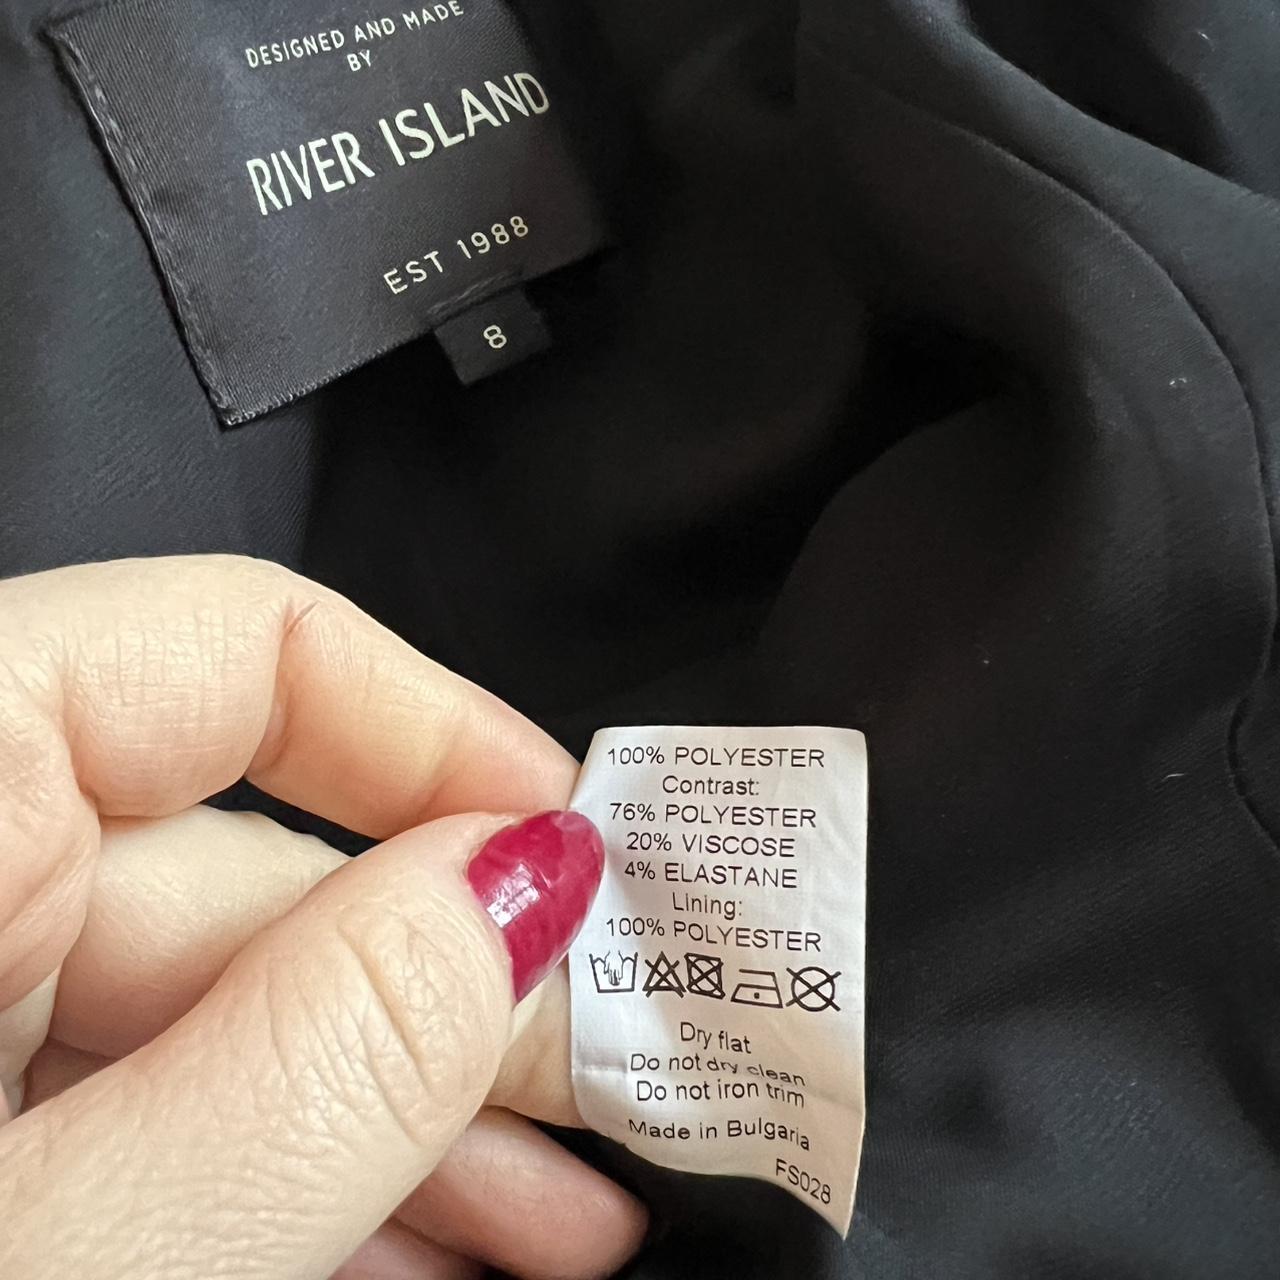 DESIGNED AND MADE
BY
RIVER ISLAND
EST 1988
8
100% POLYESTER
Contrast:
76% POLYESTER
20% VISCOSE
4% ELASTANE
Lining:
100% POLYESTER
Dry flat
Do not dry clean
Do not iron trim
Made in Bulgaria
FS028